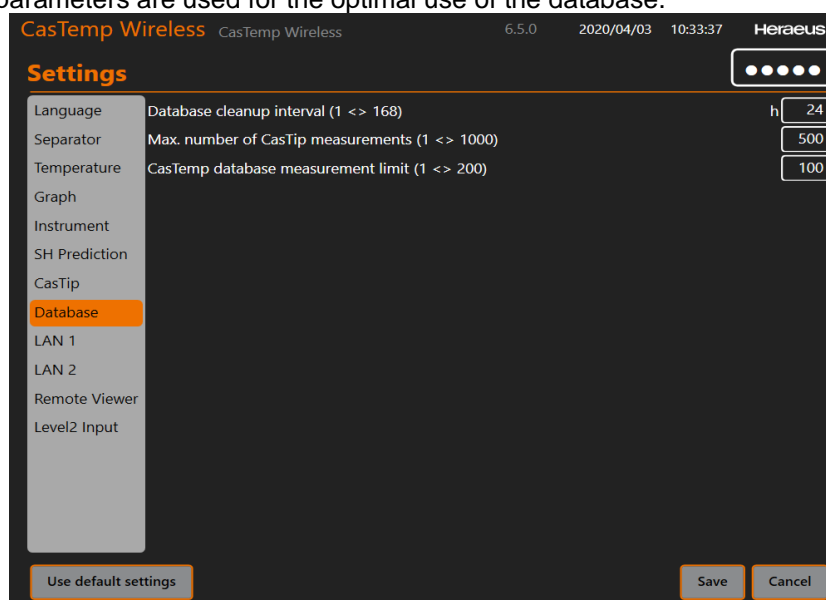 parameters are used for the optimal use of the database.
CasTemp Wireless CasTemp Wireless 6.5.0 2020/04/03 10:33:37 Heraeus
Settings ●●●●●
Language Database cleanup interval (1 <> 168) h 24
Separator Max. number of CasTip measurements (1 <> 1000) 500
Temperature CasTemp database measurement limit (1 <> 200) 100
Graph
Instrument
SH Prediction
CasTip
Database
LAN 1
LAN 2
Remote Viewer
Level2 Input
Use default settings Save Cancel